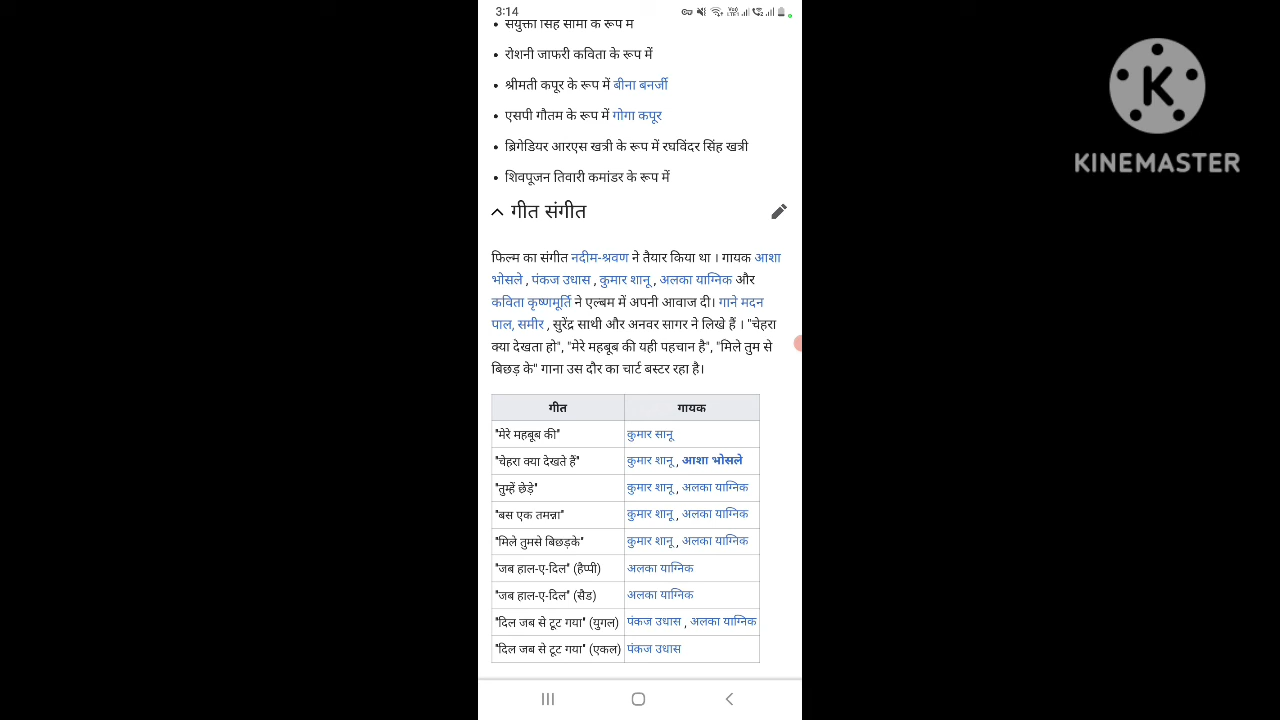 3:14
संयुक्ता सिंह सोमा के रूप में
रोशनी जाफरी कविता के रूप में
श्रीमती कपूर के रूप में बीना बनर्जी
एसपी गौतम के रूप में गोगा कपूर
ब्रिगेडियर आरएस खत्री के रूप में रघविंदर सिंह खत्री
शिवपूजन तिवारी कमांडर के रूप में
गीत संगीत
फिल्म का संगीत नदीम-श्रवण ने तैयार किया था । गायक आशा
भोसले , पंकज उधास , कुमार शानू , अलका याग्निक और
कविता कृष्णमूर्ति ने एल्बम में अपनी आवाज दी। गाने मदन
पाल, समीर , सुरेंद्र साथी और अनवर सागर ने लिखे हैं । "चेहरा
क्या देखता हो", "मेरे महबूब की यही पहचान है", "मिले तुम से
बिछड़ के" गाना उस दौर का चार्ट बस्टर रहा है।
गीत गायक
"मेरे महबूब की" कुमार सानू
"चेहरा क्या देखते हैं" कुमार शानू , आशा भोसले
"तुम्हें छेड़े" कुमार शानू , अलका याग्निक
"बस एक तमन्ना" कुमार शानू , अलका याग्निक
"मिले तुमसे बिछड़के" कुमार शानू , अलका याग्निक
"जब हाल-ए-दिल" (हैप्पी) अलका याग्निक
"जब हाल-ए-दिल" (सैड) अलका याग्निक
"दिल जब से टूट गया" (युगल) पंकज उधास , अलका याग्निक
"दिल जब से टूट गया" (एकल) पंकज उधास
K
KINEMASTER